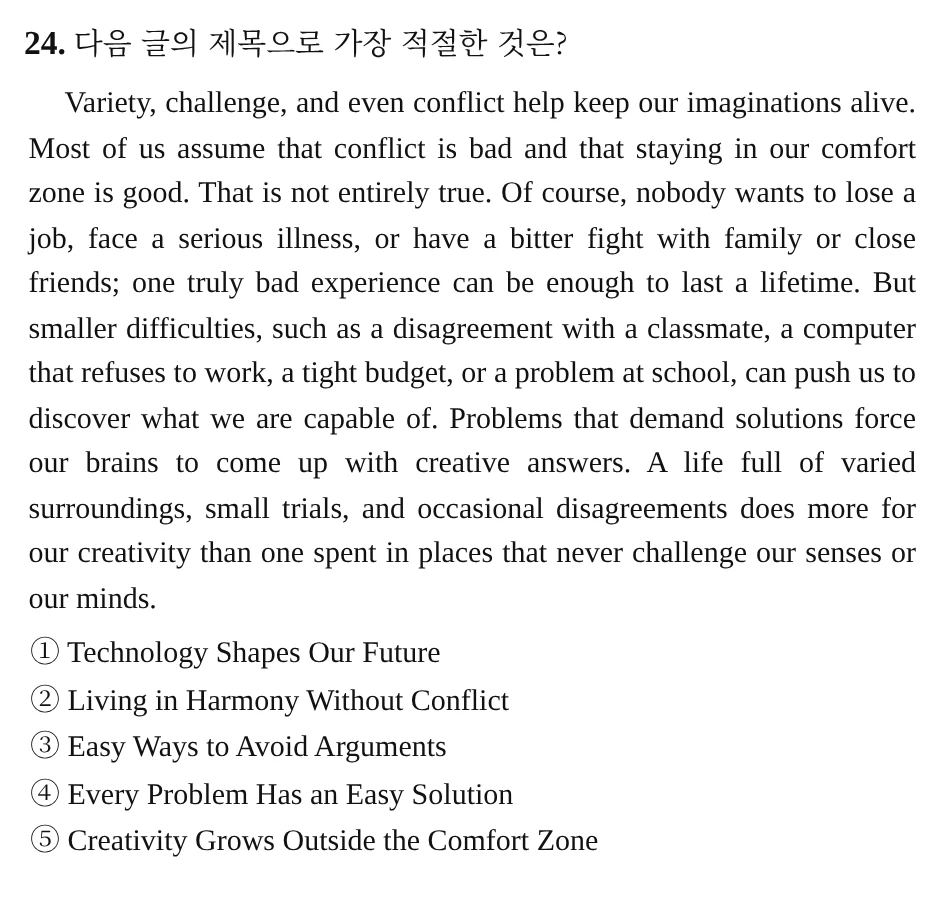 24. 다음 글의 제목으로 가장 적절한 것은?
Variety, challenge, and even conflict help keep our imaginations alive.
Most of us assume that conflict is bad and that staying in our comfort
zone is good. That is not entirely true. Of course, nobody wants to lose a
job, face a serious illness, or have a bitter fight with family or close
friends; one truly bad experience can be enough to last a lifetime. But
smaller difficulties, such as a disagreement with a classmate, a computer
that refuses to work, a tight budget, or a problem at school, can push us to
discover what we are capable of. Problems that demand solutions force
our brains to come up with creative answers. A life full of varied
surroundings, small trials, and occasional disagreements does more for
our creativity than one spent in places that never challenge our senses or
our minds.
① Technology Shapes Our Future
② Living in Harmony Without Conflict
③ Easy Ways to Avoid Arguments
④ Every Problem Has an Easy Solution
⑤ Creativity Grows Outside the Comfort Zone